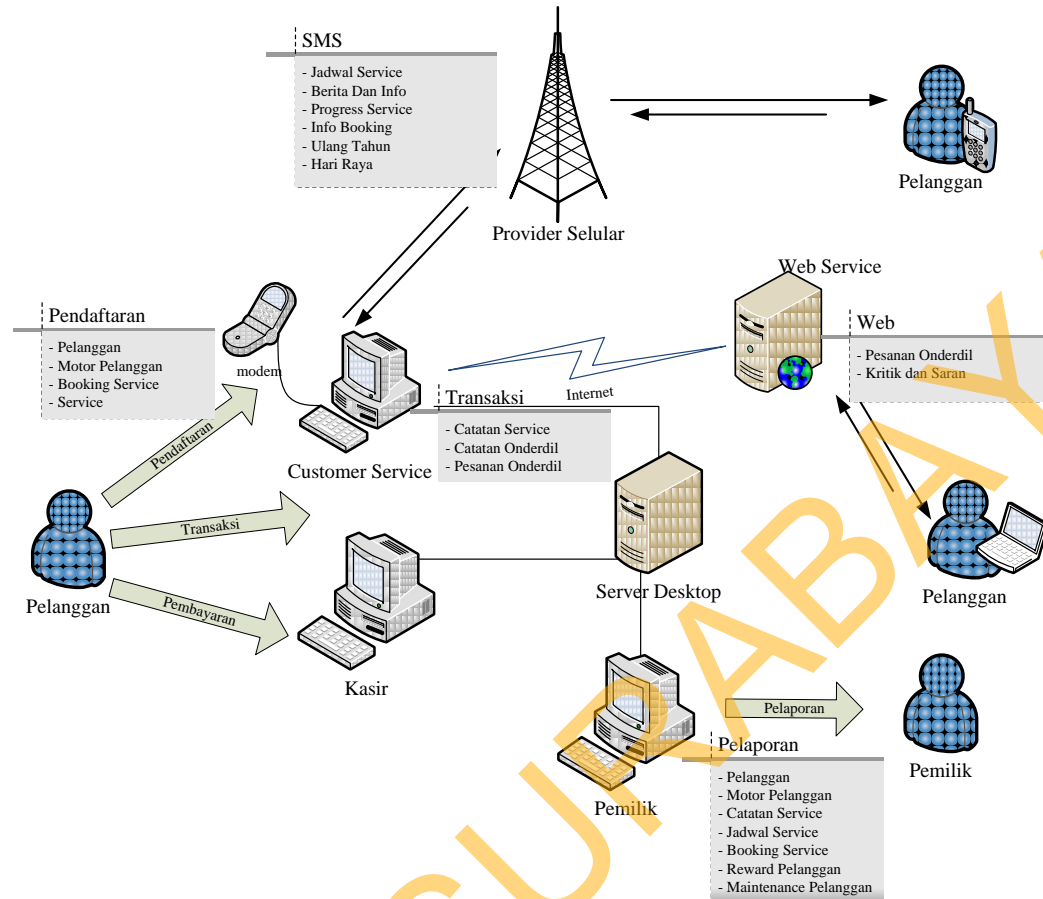 SMS
- Jadwal Service
- Berita Dan Info
- Progress Service
- Info Booking
- Ulang Tahun
- Hari Raya
Provider Selular
Pelanggan
Pendaftaran
- Pelanggan
- Motor Pelanggan
- Booking Service
- Service
modem
Customer Service
Transaksi
- Catatan Service
- Catatan Onderdil
- Pesanan Onderdil
Internet
Web Service
Web
- Pesanan Onderdil
- Kritik dan Saran
Pelanggan
Pendaftaran
Transaksi
Pembayaran
Pelanggan
Kasir
Server Desktop
Pemilik
Pelaporan
Pemilik
Pelaporan
- Pelanggan
- Motor Pelanggan
- Catatan Service
- Jadwal Service
- Booking Service
- Reward Pelanggan
- Maintenance Pelanggan
SURABAY